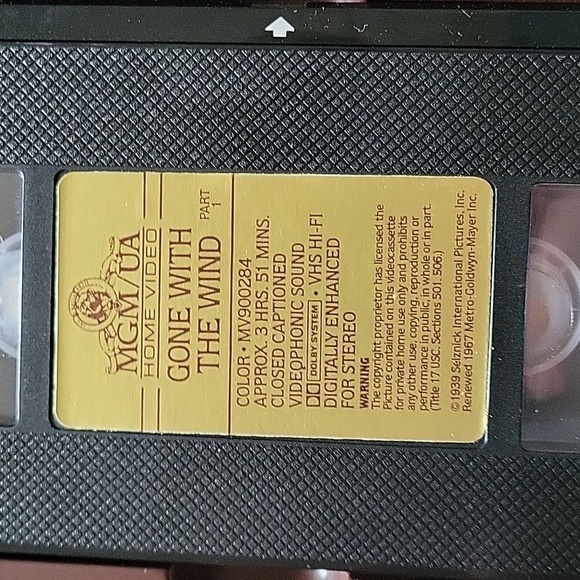 MGM/UA
HOME VIDEO
GONE WITH
THE WIND
PART
1
COLOR • MV900284
APPROX. 3 HRS. 51 MINS.
CLOSED CAPTIONED
VIDEOPHONIC SOUND
DOLBY SYSTEM • VHS HI-FI
DIGITALLY ENHANCED
FOR STEREO
WARNING
The copyright proprietor has licensed the
Picture contained on this videocassette
for private home use only and prohibits
any other use, copying, reproduction or
performance in public, in whole or in part.
(Title 17 USC. Sections 501, 506.)
©1939 Selznick International Pictures, Inc.
Renewed 1967 Metro-Goldwyn-Mayer Inc.